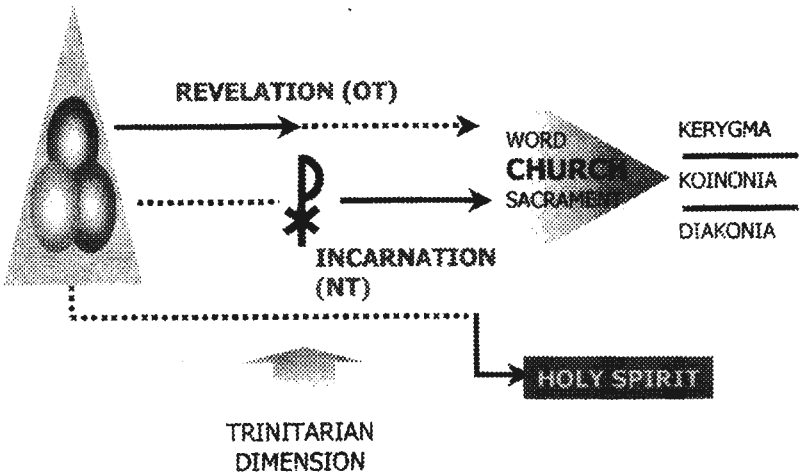 REVELATION (OT)
WORD
CHURCH
SACRAMENT
KERYGMA
KOINONIA
DIAKONIA
INCARNATION
(NT)
HOLY SPIRIT
TRINITARIAN
DIMENSION